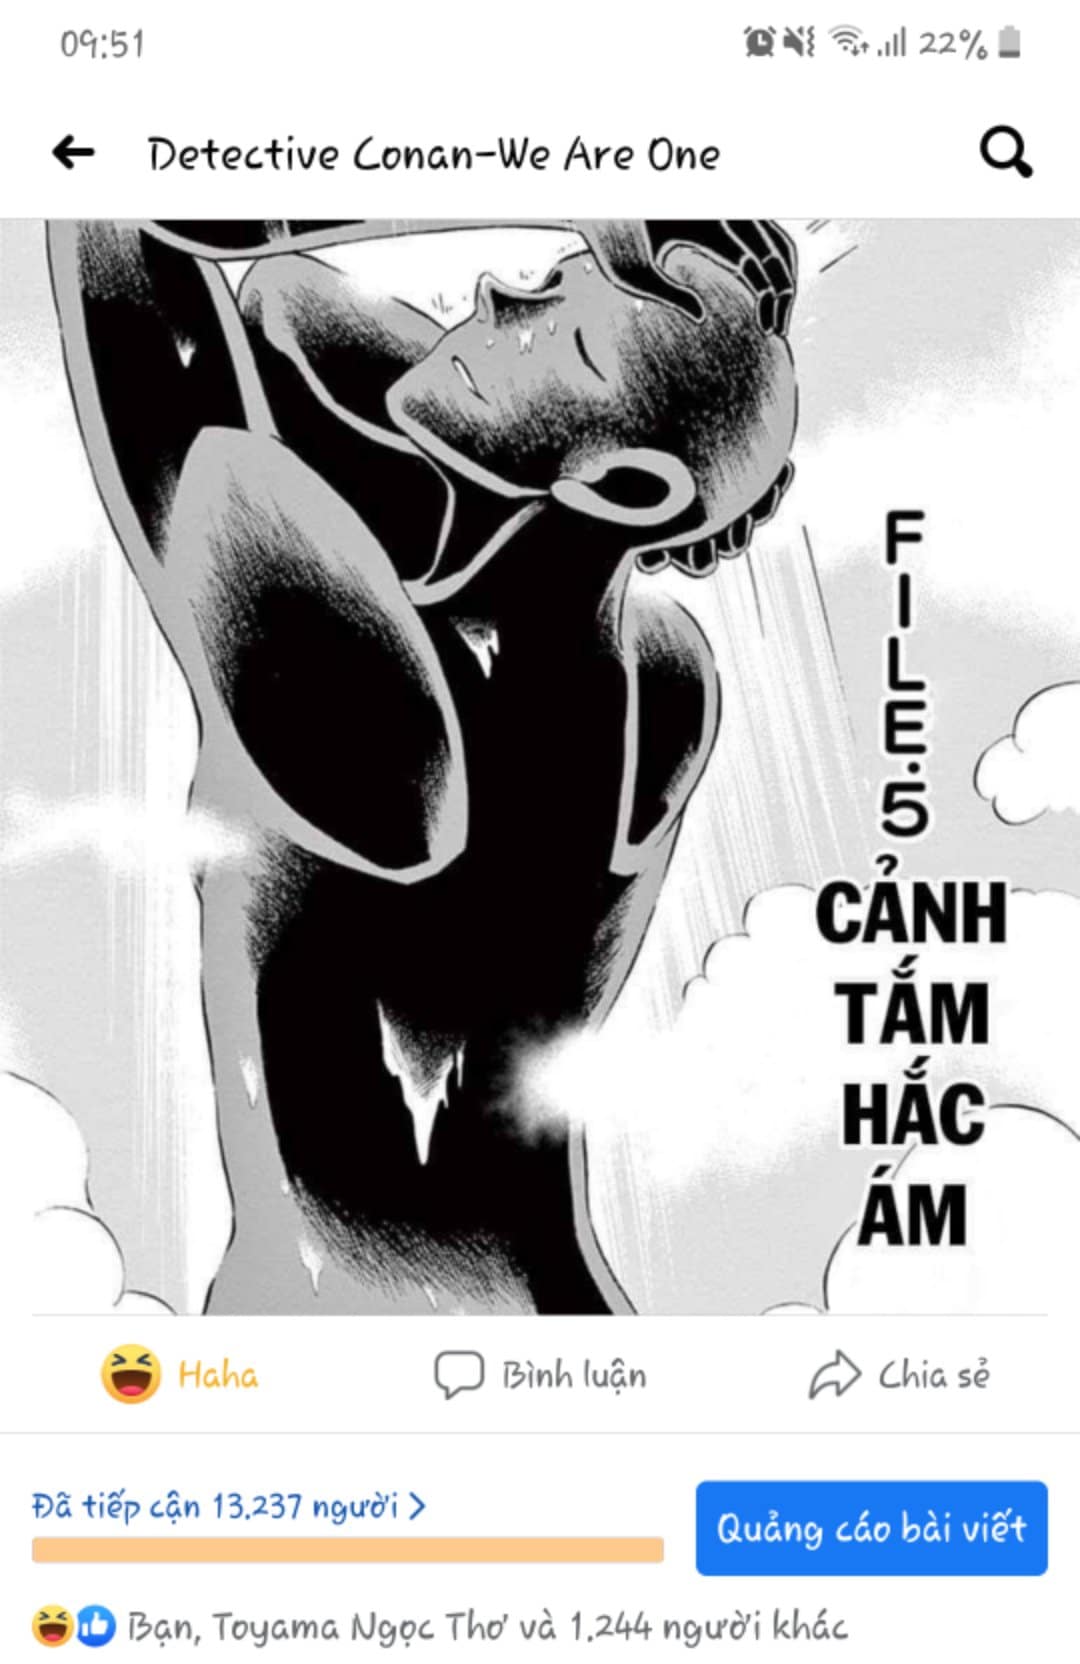 09:51
22%
Detective Conan-We Are One
FILE.5
CẢNH
TẮM
HẮC
ÁM
Haha
Bình luận
Chia sẻ
Đã tiếp cận 13.237 người >
Quảng cáo bài viết
Bạn, Toyama Ngọc Thơ và 1.244 người khác